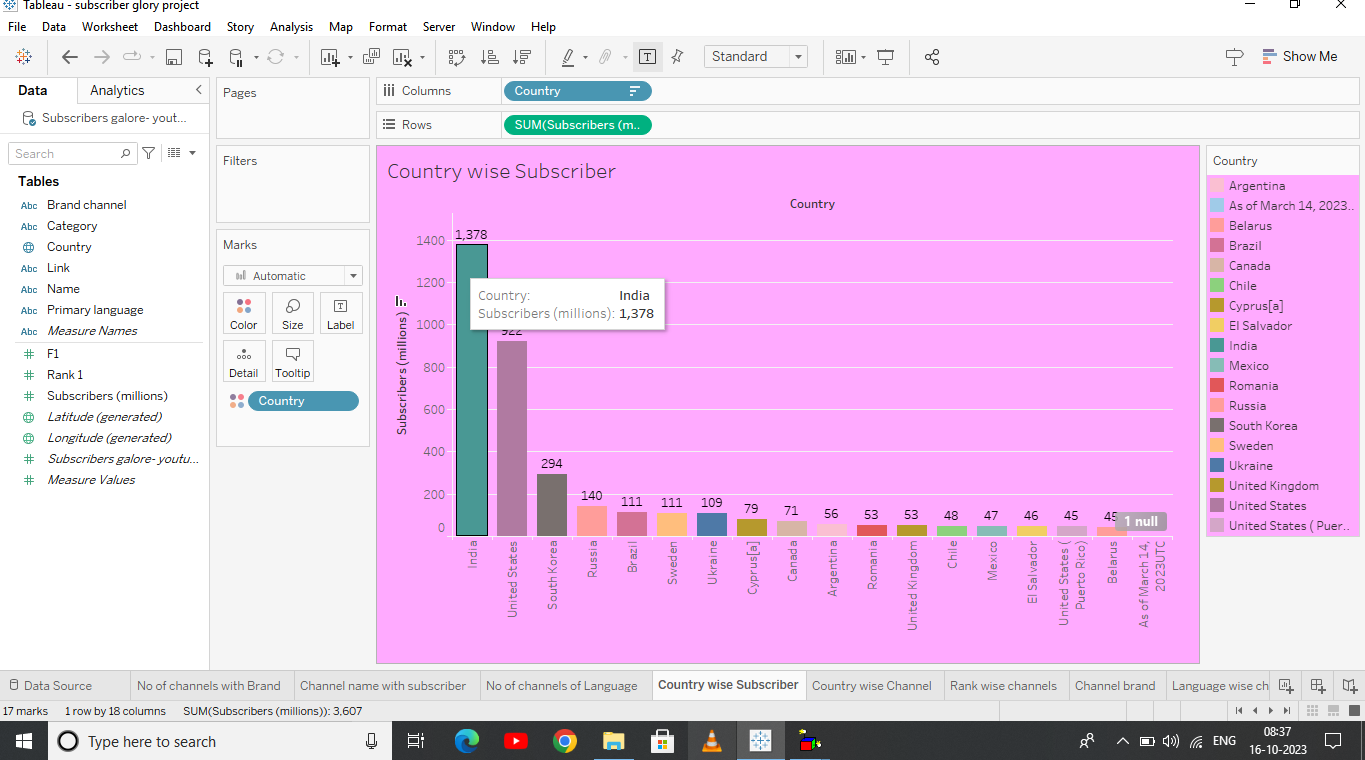 Tableau - subscriber glory project
File Data Worksheet Dashboard Story Analysis Map Format Server Window Help
Standard
Show Me
Data Analytics
Subscribers galore- yout...
Search
Tables
Abc Brand channel
Abc Category
Country
Abc Link
Abc Name
Abc Primary language
Abc Measure Names
# F1
# Rank 1
# Subscribers (millions)
Latitude (generated)
Longitude (generated)
# Subscribers galore- youtu...
# Measure Values
Pages
Filters
Marks
Automatic
Color Size Label
Detail Tooltip
Country
Columns Country
Rows SUM(Subscribers (m..
Country wise Subscriber
Country
Subscribers (millions)
1400
1200
1000
800
600
400
200
0
1,378
Country: India
Subscribers (millions): 1,378
922
294
140
111
111
109
79
71
56
53
53
48
47
46
45
45
1 null
India
United States
South Korea
Russia
Brazil
Sweden
Ukraine
Cyprus[a]
Canada
Argentina
Romania
United Kingdom
Chile
Mexico
El Salvador
United States (
Puerto Rico)
Belarus
As of March 14,
2023UTC
Country
Argentina
As of March 14, 2023..
Belarus
Brazil
Canada
Chile
Cyprus[a]
El Salvador
India
Mexico
Romania
Russia
South Korea
Sweden
Ukraine
United Kingdom
United States
United States ( Puer..
Data Source No of channels with Brand Channel name with subscriber No of channels of Language Country wise Subscriber Country wise Channel Rank wise channels Channel brand Language wise ch
17 marks 1 row by 18 columns SUM(Subscribers (millions)): 3,607
Type here to search
ENG
08:37
16-10-2023